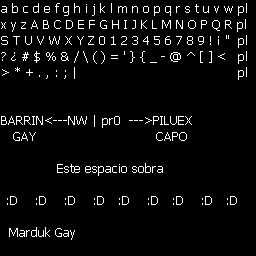 a b c d e f g h i j k l m n o p q r s t u v w pl
x y z A B C D E F G H I J K L M N O P Q R pl
S T U V W X Y Z 0 1 2 3 4 5 6 7 8 9 ! ¡ " pl
? ¿ # $ % & / \ ( ) = ' } { _ - @ ^ [ ] < pl
> * + . , : ; | pl
BARRIN<---NW | pr0 --->PILUEX
GAY CAPO
Este espacio sobra
:D :D :D :D :D :D :D :D :D
Marduk Gay